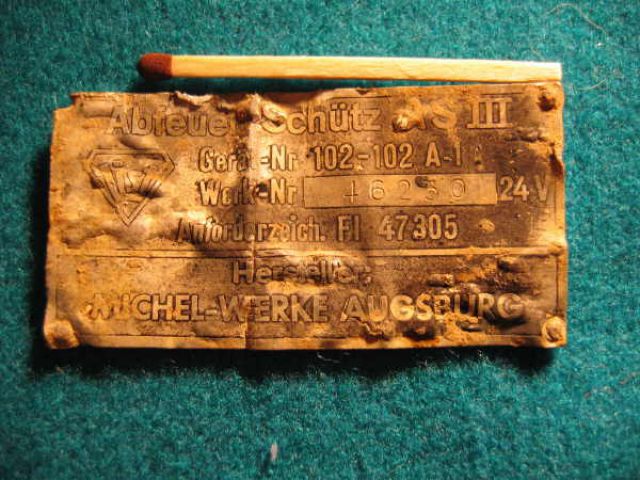 Abfeuer Schütz AS III
Gerät-Nr 102-102 A-1
Werk-Nr 46230 24V
Anforderzeich. Fl 47305
Hersteller:
MICHEL-WERKE AUGSBURG